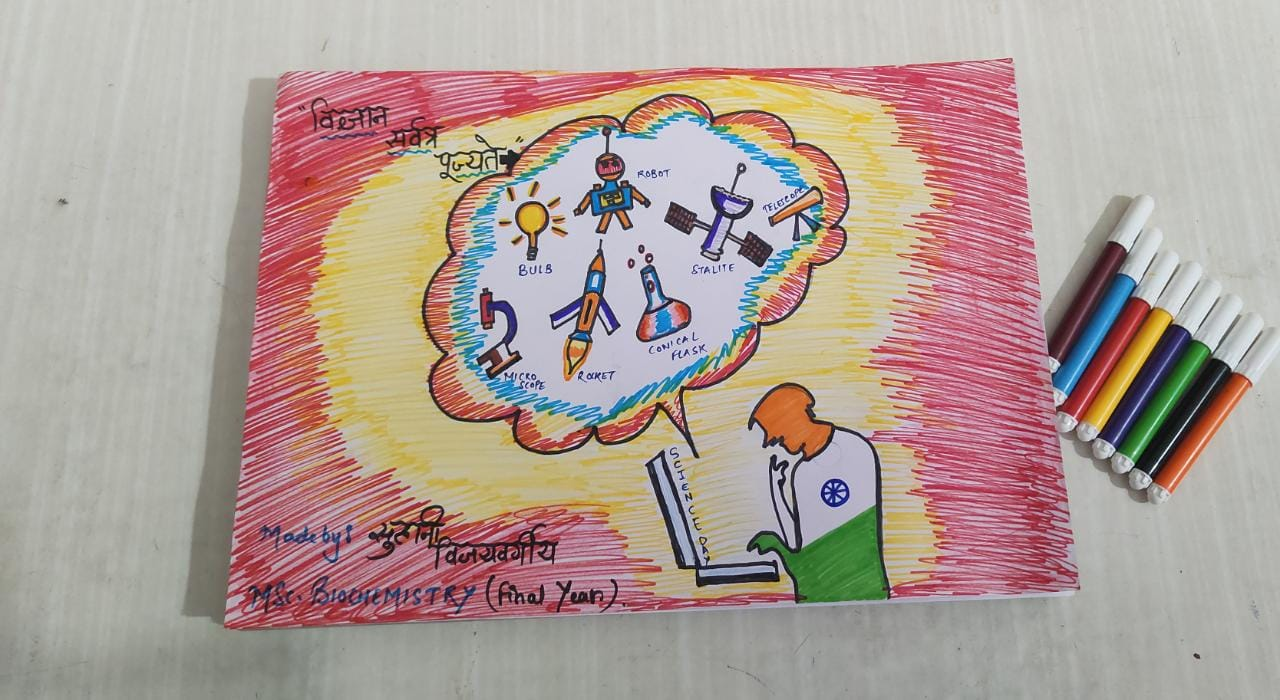 "विज्ञान
सर्वत्र
पूज्यते"
ROBOT
TELESCOPE
BULB
STALITE
CONICAL
FLASK
MICRO
SCOPE
ROCKET
SCIENCE DAY
Made by: सुहानी
विजयवर्गीय
MSc. BIOCHEMISTRY (Final Year).